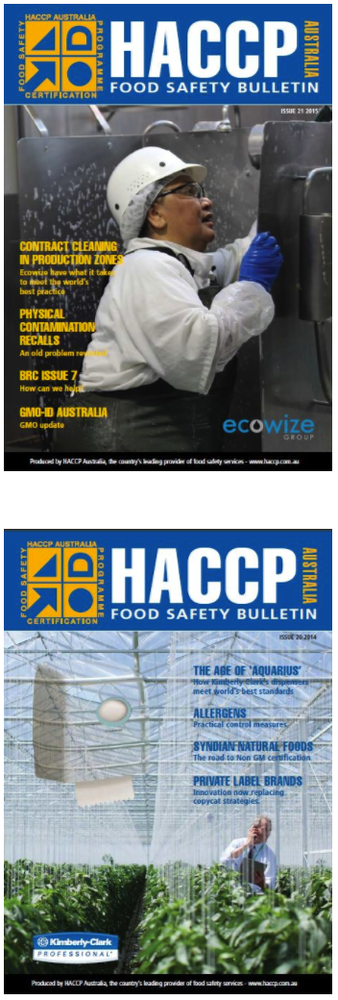 HACCP AUSTRALIA
FOOD SAFETY
PROGRAMME
CERTIFICATION
HACCP
AUSTRALIA
FOOD SAFETY BULLETIN
ISSUE 21 2015
CONTRACT CLEANING
IN PRODUCTION ZONES
Ecowize have what it takes
to meet the world's
best practice
PHYSICAL
CONTAMINATION
RECALLS
An old problem
BRC ISSUE 7
How can we help
GMO-ID AUSTRALIA
GMO update
ecowize
GROUP
Produced by HACCP Australia, the country's leading provider of food safety services - www.haccp.com.au
HACCP AUSTRALIA
FOOD SAFETY
PROGRAMME
CERTIFICATION
HACCP
AUSTRALIA
FOOD SAFETY BULLETIN
ISSUE 20 2014
THE AGE OF 'AQUARIUS'
How Kimberly-Clark's dispensers
meet world's best standards
ALLERGENS
Practical control measures.
SYNDIAN NATURAL FOODS
The road to Non GM certification
PRIVATE LABEL BRANDS
Innovation now replacing
copycat strategies.
Kimberly-Clark
PROFESSIONAL*
Produced by HACCP Australia, the country's leading provider of food safety services - www.haccp.com.au